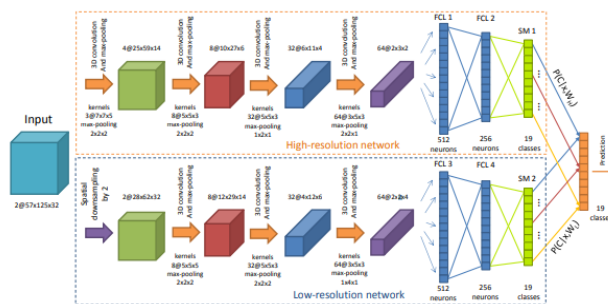 3D convolution And max-pooling
3D convolution And max-pooling
3D convolution And max-pooling
3D convolution And max-pooling
4@25x59x14
8@10x27x6
32@6x11x4
64@2x3x2
FCL 1
FCL 2
SM 1
kernels
3@7x7x5
max-pooling
2x2x2
kernels
8@5x5x3
max-pooling
2x2x2
kernels
32@5x5x3
max-pooling
1x2x1
kernels
64@3x5x3
max-pooling
2x2x1
512
neurons
256
neurons
19
classes
P(C|x,W_H)
High-resolution network
Input
2@57x125x32
Spatial downsampling by 2
3D convolution And max-pooling
3D convolution And max-pooling
3D convolution And max-pooling
2@28x62x32
8@12x29x14
32@4x12x6
FCL 3
FCL 4
SM 2
kernels
8@5x5x5
max-pooling
2x2x2
kernels
32@5x5x3
max-pooling
2x2x2
kernels
64@3x5x3
max-pooling
1x4x1
512
neurons
256
neurons
19
classes
P(C|x,W_L)
Prediction
19
classes
Low-resolution network